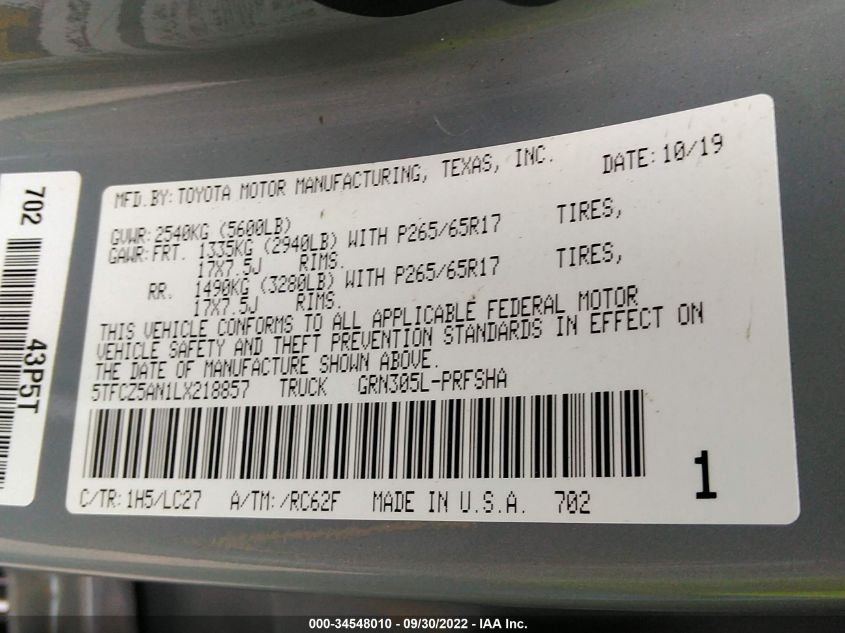 MFD.BY:TOYOTA MOTOR MANUFACTURING, TEXAS, INC. DATE:10/19
GVWR:2540KG (5600LB)
GAWR:FRT. 1335KG (2940LB) WITH P265/65R17 TIRES,
17X7.5J RIMS.
RR. 1490KG (3280LB) WITH P265/65R17 TIRES,
17X7.5J RIMS.
THIS VEHICLE CONFORMS TO ALL APPLICABLE FEDERAL MOTOR
VEHICLE SAFETY AND THEFT PREVENTION STANDARDS IN EFFECT ON
THE DATE OF MANUFACTURE SHOWN ABOVE.
5TFCZ5AN1LX218857 TRUCK GRN305L-PRFSHA
C/TR:1H5/LC27 A/TM:/RC62F MADE IN U.S.A. 702
1
702
43P5T
000-34548010 - 09/30/2022 - IAA Inc.